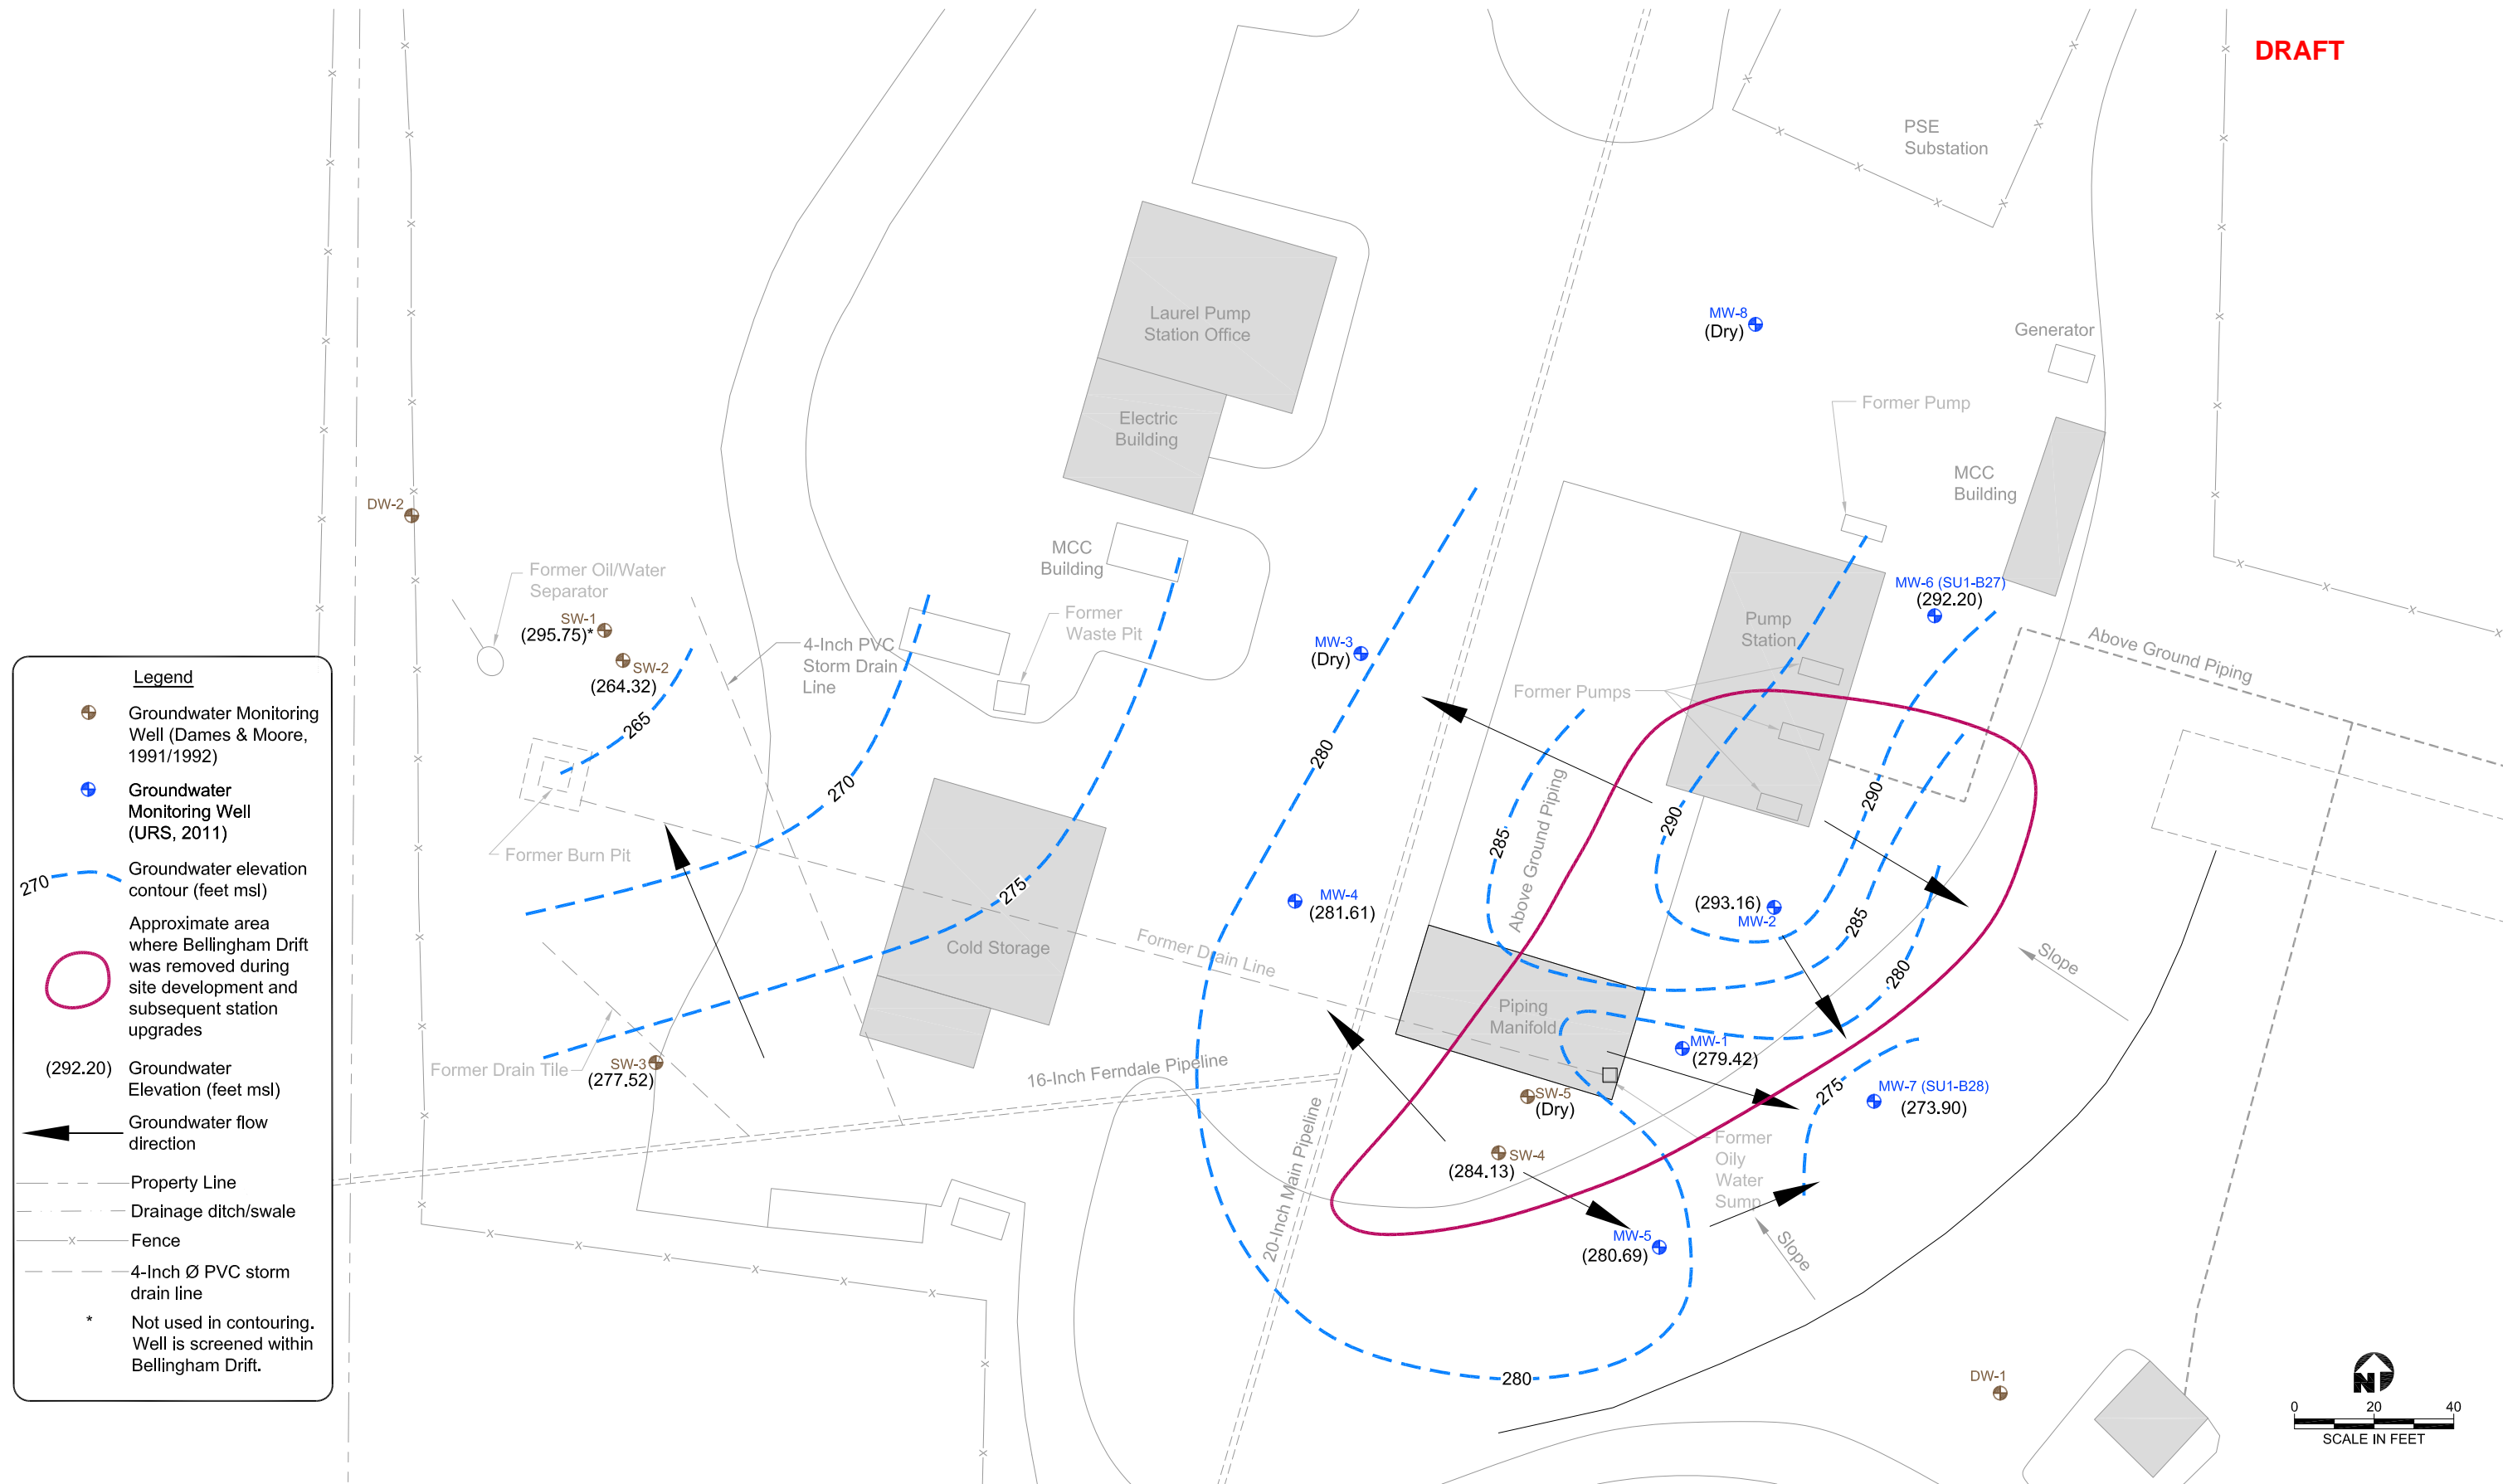 DRAFT
PSE
Substation
MW-8
(Dry)
Generator
Laurel Pump
Station Office
Former Pump
Electric
Building
MCC
Building
DW-2
MCC
Building
Former Oil/Water
Separator
MW-6 (SU1-B27)
(292.20)
SW-1
(295.75)*
Former
Waste Pit
Pump
Station
MW-3
(Dry)
Above Ground Piping
4-Inch PVC
Storm Drain
Line
SW-2
(264.32)
Former Pumps
265
280
270
290
290
285
Above Ground Piping
Former Burn Pit
275
MW-4
(281.61)
(293.16)
MW-2
285
Cold Storage
Former Drain Line
Slope
280
Piping
Manifold
MW-1
(279.42)
SW-3
(277.52)
Former Drain Tile
16-Inch Ferndale Pipeline
275
MW-7 (SU1-B28)
(273.90)
SW-5
(Dry)
20-Inch Main Pipeline
Former
Oily
Water
Sump
SW-4
(284.13)
MW-5
(280.69)
Slope
280
DW-1
N
0 20 40
SCALE IN FEET
Legend
Groundwater Monitoring
Well (Dames & Moore,
1991/1992)
Groundwater
Monitoring Well
(URS, 2011)
270
Groundwater elevation
contour (feet msl)
Approximate area
where Bellingham Drift
was removed during
site development and
subsequent station
upgrades
(292.20) Groundwater
Elevation (feet msl)
Groundwater flow
direction
Property Line
Drainage ditch/swale
Fence
4-Inch Ø PVC storm
drain line
* Not used in contouring.
Well is screened within
Bellingham Drift.